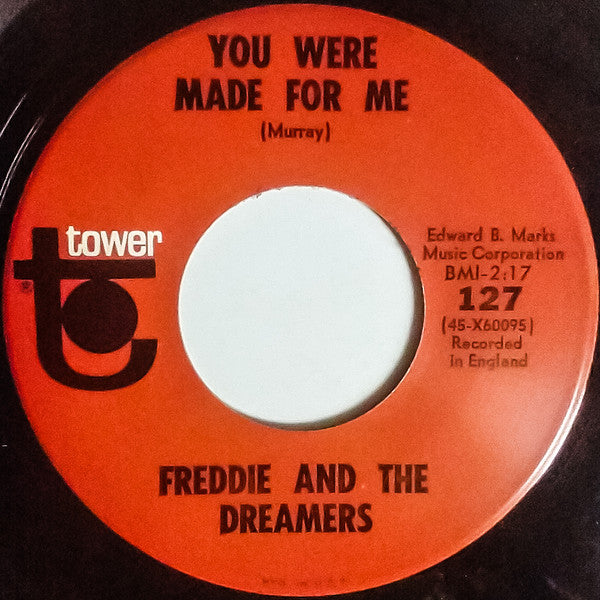 YOU WERE
MADE FOR ME
(Murray)
tower
®
Edward B. Marks
Music Corporation
BMI-2:17
127
(45-X60095)
Recorded
in England
FREDDIE AND THE
DREAMERS